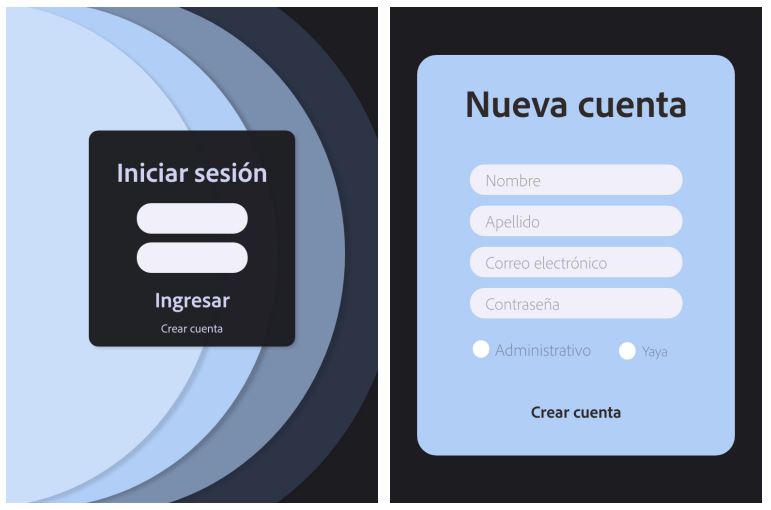 Iniciar sesión
Ingresar
Crear cuenta
Nueva cuenta
Nombre
Apellido
Correo electrónico
Contraseña
Administrativo
Yaya
Crear cuenta